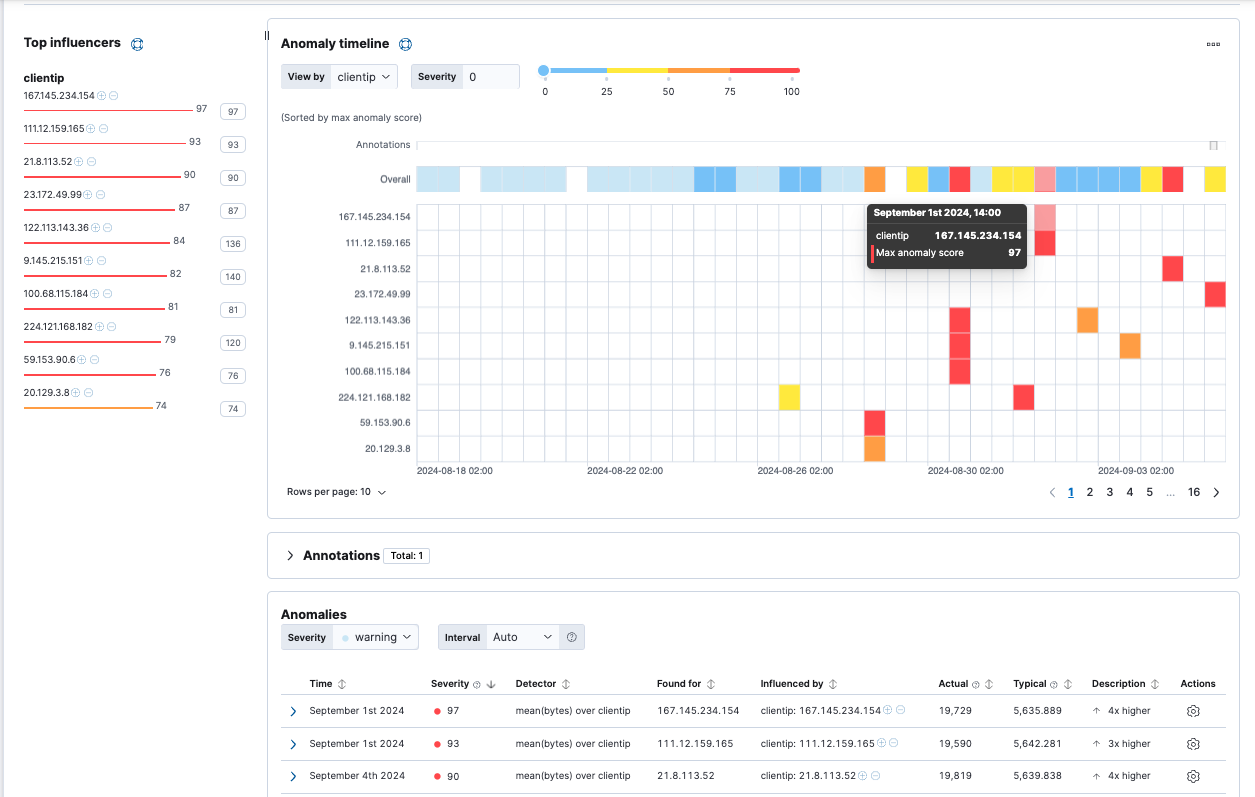 Top influencers
clientip
167.145.234.154
97 97
111.12.159.165
93 93
21.8.113.52
90 90
23.172.49.99
87 87
122.113.143.36
84 136
9.145.215.151
82 140
100.68.115.184
81 81
224.121.168.182
79 120
59.153.90.6
76 76
20.129.3.8
74 74
Anomaly timeline
View by clientip Severity 0
0 25 50 75 100
(Sorted by max anomaly score)
Annotations
Overall
167.145.234.154
111.12.159.165
21.8.113.52
23.172.49.99
122.113.143.36
9.145.215.151
100.68.115.184
224.121.168.182
59.153.90.6
20.129.3.8
September 1st 2024, 14:00
clientip 167.145.234.154
Max anomaly score 97
2024-08-18 02:00 2024-08-22 02:00 2024-08-26 02:00 2024-08-30 02:00 2024-09-03 02:00
Rows per page: 10 1 2 3 4 5 ... 16
Annotations Total: 1
Anomalies
Severity warning Interval Auto
Time Severity Detector Found for Influenced by Actual Typical Description Actions
September 1st 2024 97 mean(bytes) over clientip 167.145.234.154 clientip: 167.145.234.154 19,729 5,635.889 ↑ 4x higher
September 1st 2024 93 mean(bytes) over clientip 111.12.159.165 clientip: 111.12.159.165 19,590 5,642.281 ↑ 3x higher
September 4th 2024 90 mean(bytes) over clientip 21.8.113.52 clientip: 21.8.113.52 19,819 5,639.838 ↑ 4x higher